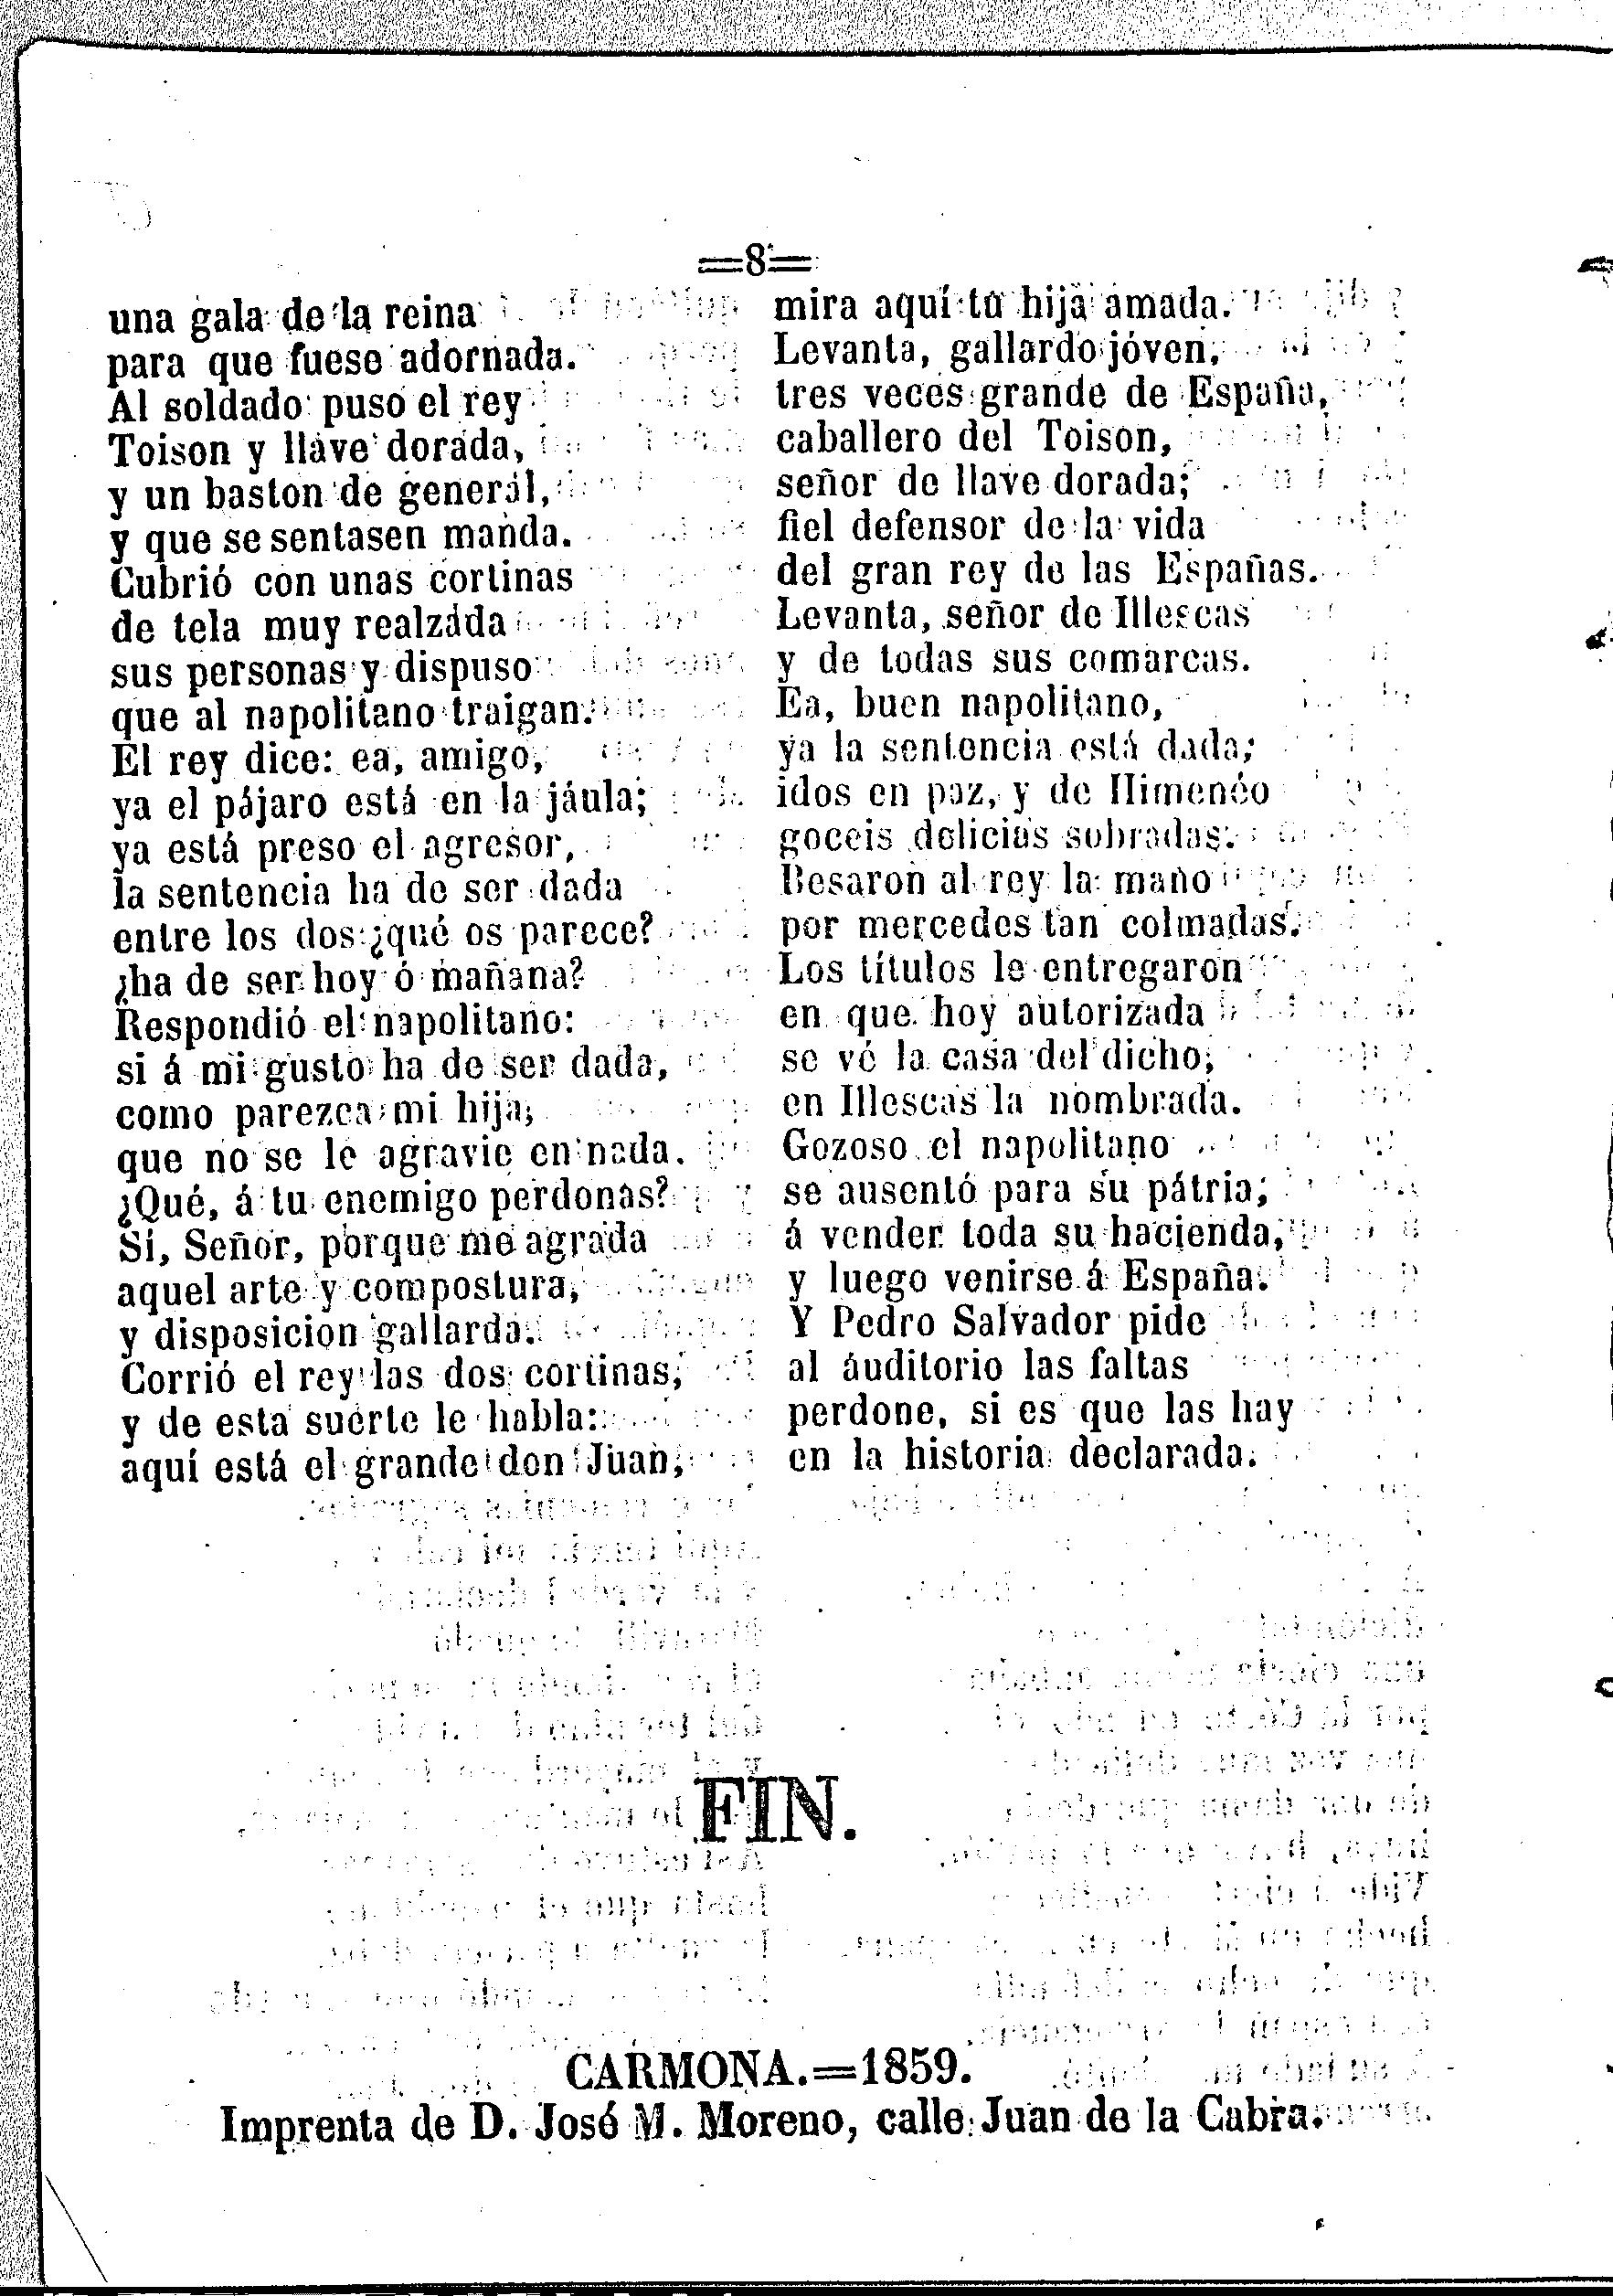 =8=
una gala de la reina
para que fuese adornada.
Al soldado puso el rey
Toison y llave dorada,
y un baston de general,
y que se sentasen manda.
Cubrió con unas cortinas
de tela muy realzada
sus personas y dispuso
que al napolitano traigan.
El rey dice: ea, amigo,
ya el pájaro está en la jáula;
ya está preso el agresor,
la sentencia ha de ser dada
entre los dos: ¿qué os parece?
¿ha de ser hoy ó mañana?
Respondió el napolitano:
si á mi gusto ha de ser dada,
como parezca mi hija,
que no se le agravie en nada.
¿Qué, á tu enemigo perdonas?
Si, Señor, porque me agrada
aquel arte y compostura,
y disposicion gallarda.
Corrió el rey las dos cortinas,
y de esta suerte le habla:
aquí está el grande don Juan,
mira aquí tu hija amada.
Levanta, gallardo jóven,
tres veces grande de España,
caballero del Toison,
señor de llave dorada;
fiel defensor de la vida
del gran rey de las Españas.
Levanta, señor de Illescas
y de todas sus comarcas.
Ea, buen napolitano,
ya la sentencia está dada;
idos en paz, y de Himenéo
goceis delicias sobradas.
Besaron al rey la mano
por mercedes tan colmadas.
Los títulos le entregaron
en que hoy autorizada
se vé la casa del dicho,
en Illescas la nombrada.
Gozoso el napolitano
se ausentó para su pátria;
á vender toda su hacienda,
y luego venirse á España.
Y Pedro Salvador pide
al auditorio las faltas
perdone, si es que las hay
en la historia declarada.
FIN.
CARMONA.=1859.
Imprenta de D. José M. Moreno, calle Juan de la Cabra.